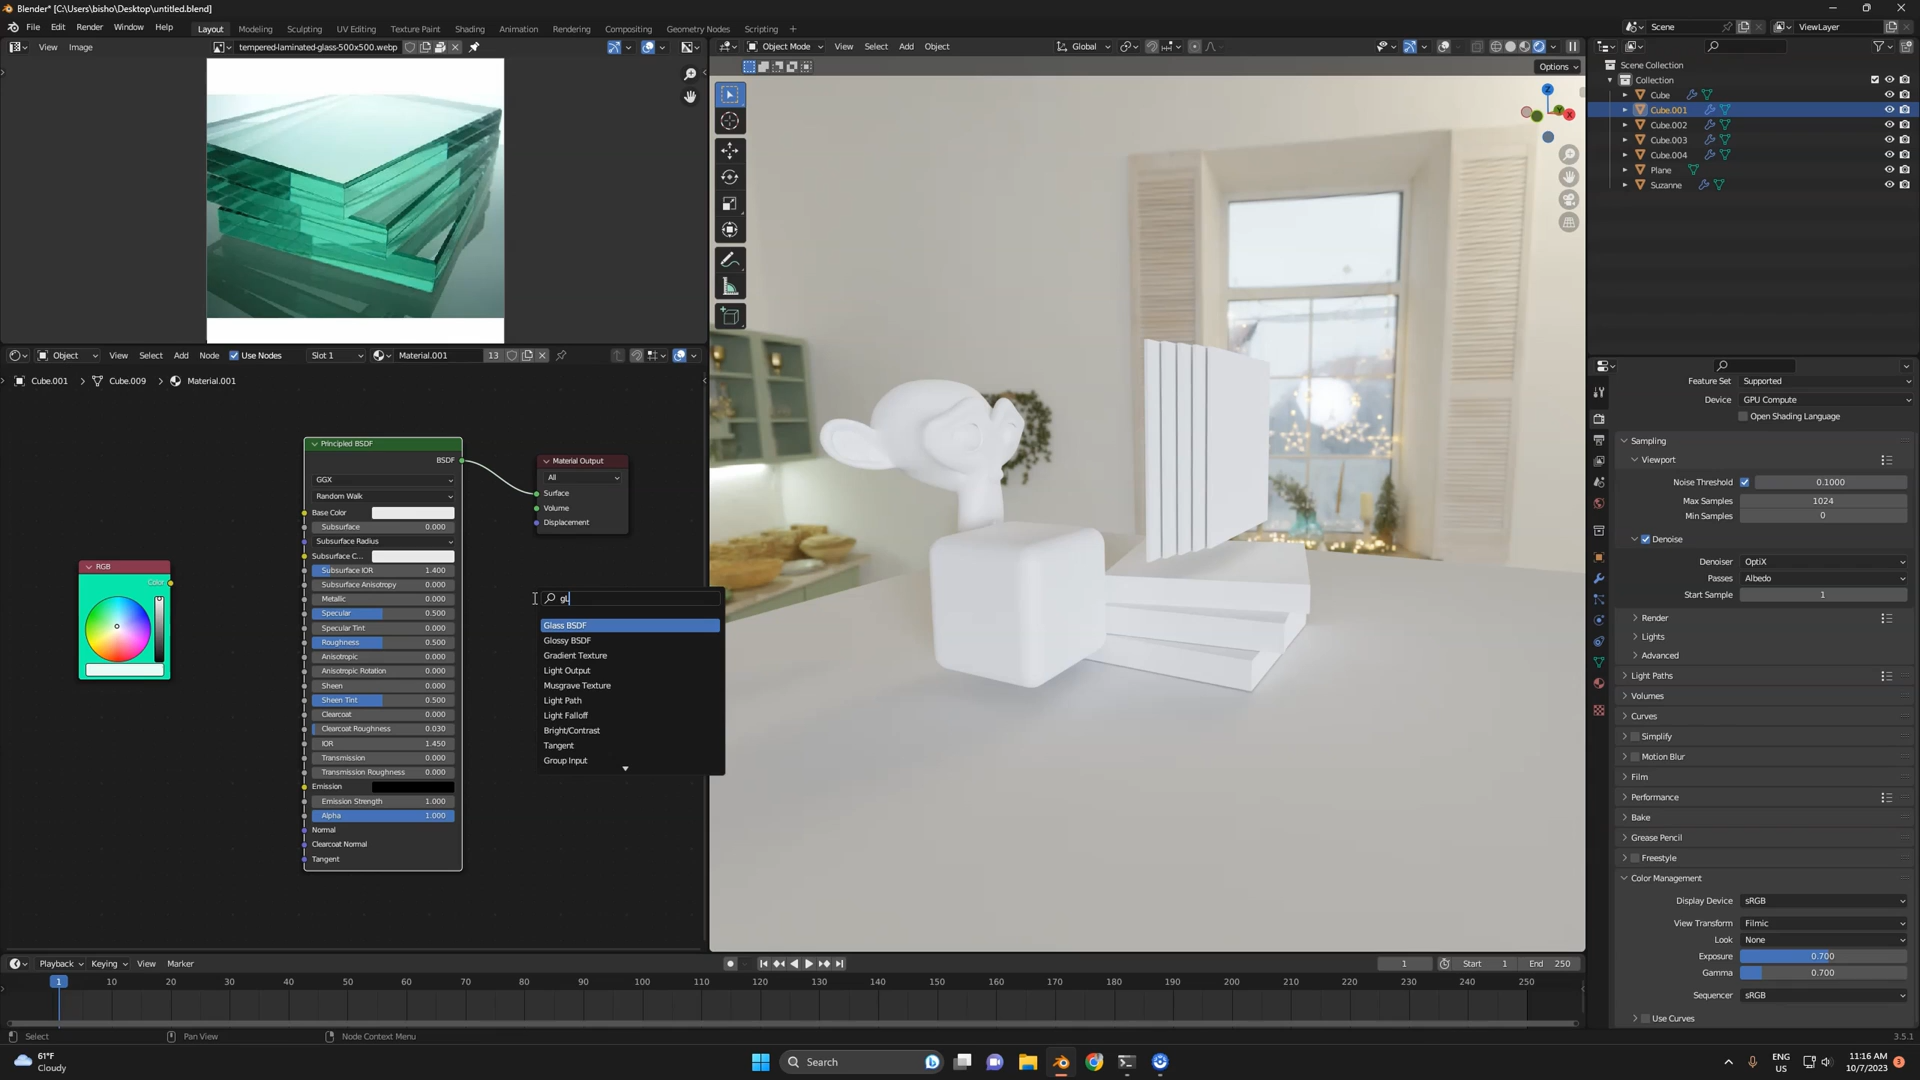 Blender* [C:\Users\bisho\Desktop\untitled.blend]
File Edit Render Window Help
Layout Modeling Sculpting UV Editing Texture Paint Shading Animation Rendering Compositing Geometry Nodes Scripting +
Scene ViewLayer
View Image tempered-laminated-glass-500x500.webp
Object Mode View Select Add Object Global
Options
Scene Collection
Collection
Cube
Cube.001
Cube.002
Cube.003
Cube.004
Plane
Suzanne
Object View Select Add Node Use Nodes Slot 1 Material.001 13
Cube.001 > Cube.009 > Material.001
Principled BSDF
BSDF
GGX
Random Walk
Base Color
Subsurface 0.000
Subsurface Radius
Subsurface C...
Subsurface IOR 1.400
Subsurface Anisotropy 0.000
Metallic 0.000
Specular 0.500
Specular Tint 0.000
Roughness 0.500
Anisotropic 0.000
Anisotropic Rotation 0.000
Sheen 0.000
Sheen Tint 0.500
Clearcoat 0.000
Clearcoat Roughness 0.030
IOR 1.450
Transmission 0.000
Transmission Roughness 0.000
Emission
Emission Strength 1.000
Alpha 1.000
Normal
Clearcoat Normal
Tangent
Material Output
All
Surface
Volume
Displacement
RGB
Color
gL
Glass BSDF
Glossy BSDF
Gradient Texture
Light Output
Musgrave Texture
Light Path
Light Falloff
Bright/Contrast
Tangent
Group Input
Feature Set Supported
Device GPU Compute
Open Shading Language
Sampling
Viewport
Noise Threshold 0.1000
Max Samples 1024
Min Samples 0
Denoise
Denoiser OptiX
Passes Albedo
Start Sample 1
Render
Lights
Advanced
Light Paths
Volumes
Curves
Simplify
Motion Blur
Film
Performance
Bake
Grease Pencil
Freestyle
Color Management
Display Device sRGB
View Transform Filmic
Look None
Exposure 0.700
Gamma 0.700
Sequencer sRGB
Use Curves
Playback Keying View Marker 1 Start 1 End 250
1 10 20 30 40 50 60 70 80 90 100 110 120 130 140 150 160 170 180 190 200 210 220 230 240 250
Select Pan View Node Context Menu 3.5.1
61°F
Cloudy
Search
ENG
US
11:16 AM
10/7/2023
3